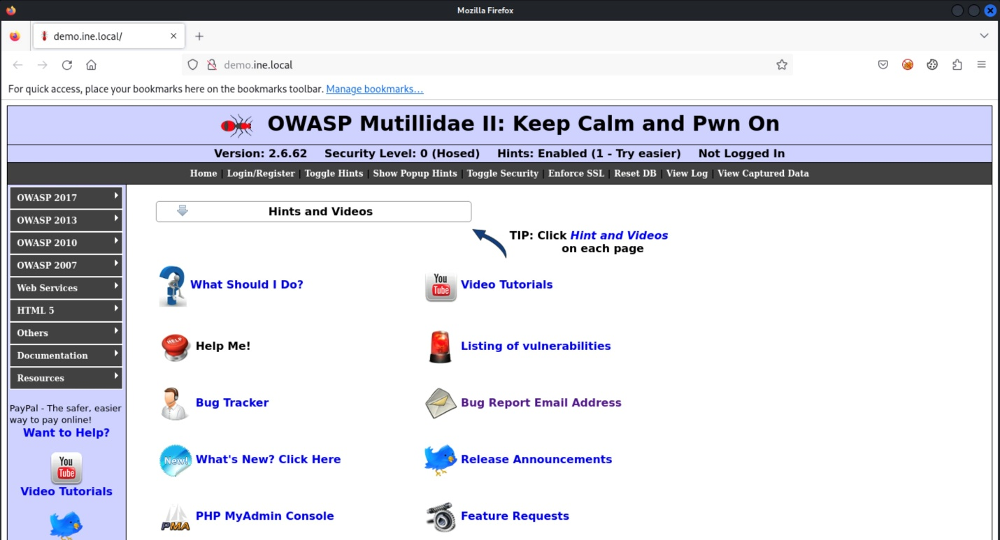 Mozilla Firefox
demo.ine.local/
demo.ine.local
For quick access, place your bookmarks here on the bookmarks toolbar. Manage bookmarks...
OWASP Mutillidae II: Keep Calm and Pwn On
Version: 2.6.62 Security Level: 0 (Hosed) Hints: Enabled (1 - Try easier) Not Logged In
Home | Login/Register | Toggle Hints | Show Popup Hints | Toggle Security | Enforce SSL | Reset DB | View Log | View Captured Data
OWASP 2017
OWASP 2013
OWASP 2010
OWASP 2007
Web Services
HTML 5
Others
Documentation
Resources
PayPal - The safer, easier
way to pay online!
Want to Help?
You
Tube
Video Tutorials
Hints and Videos
TIP: Click Hint and Videos
on each page
What Should I Do?
You
Tube
Video Tutorials
HELP
Help Me!
Listing of vulnerabilities
Bug Tracker
Bug Report Email Address
New!
What's New? Click Here
Release Announcements
PMA
PHP MyAdmin Console
Feature Requests